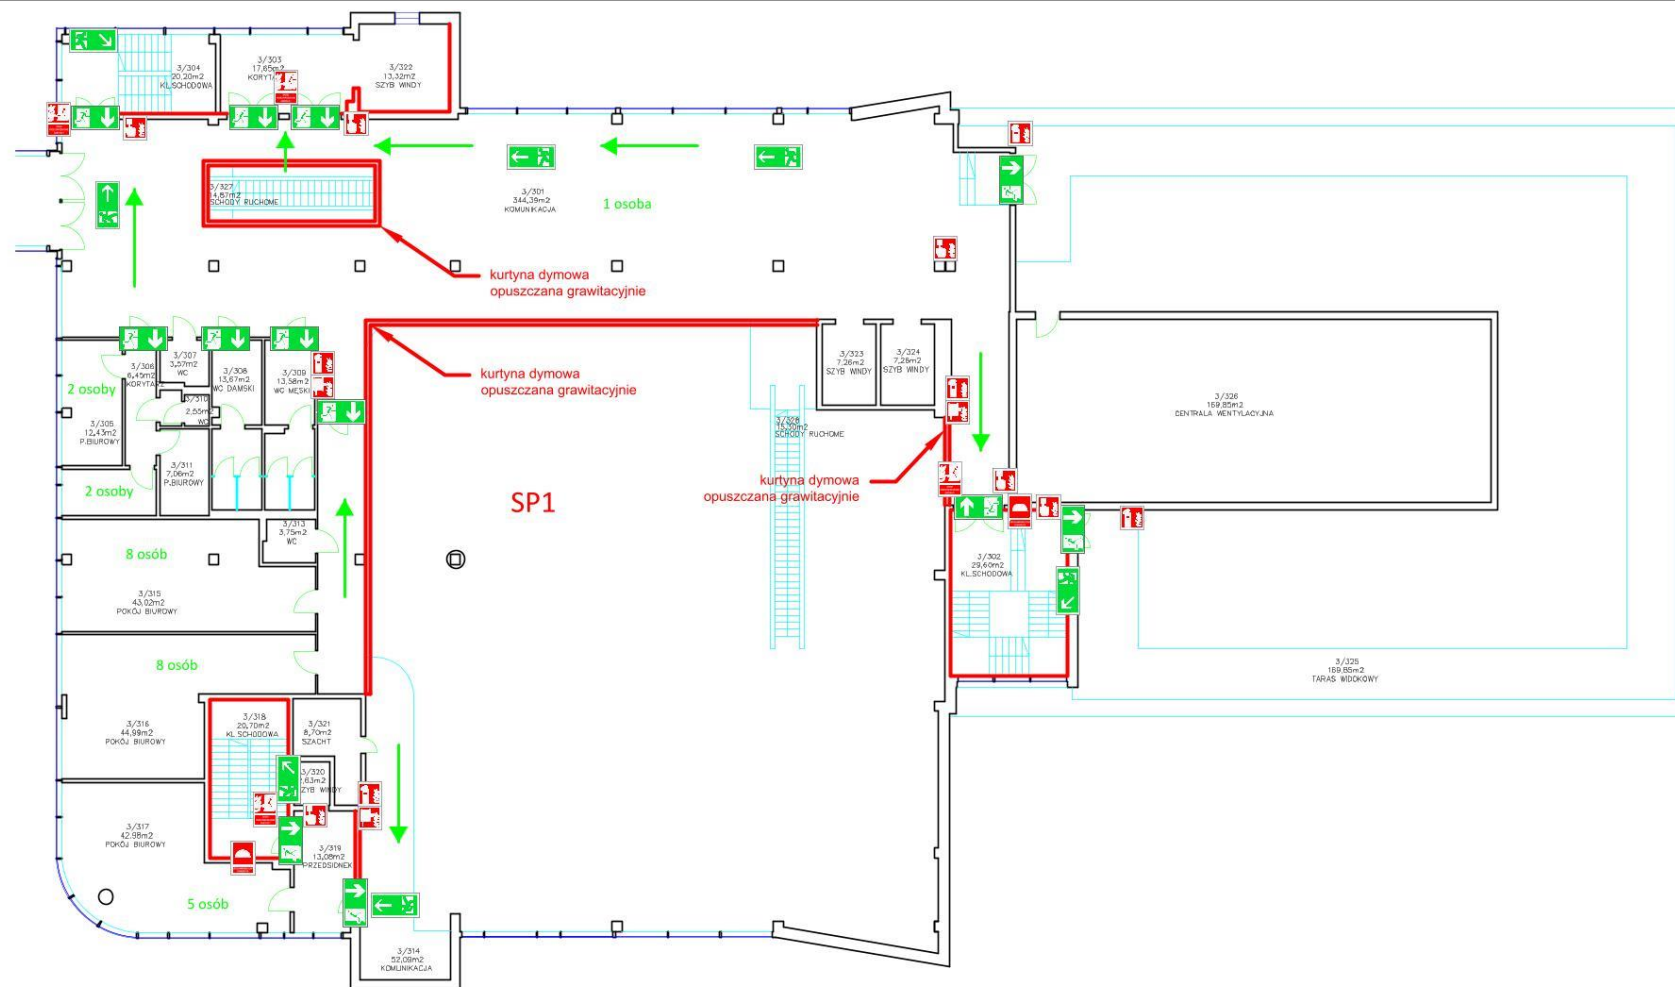 3/304
20,20m2
KL.SCHODOWA
3/303
17,65m2
3/322
13,32m2
SZYB WINDY
3/327
SCHODY RUCHOME
3/301
344,39m2
KOMUNIKACJA
1 osoba
kurtyna dymowa
opuszczana grawitacyjnie
kurtyna dymowa
opuszczana grawitacyjnie
3/323
7,26m2
SZYB WINDY
3/324
7,26m2
SZYB WINDY
3/306
6,45m2
3/307
3,57m2
WC
3/308
13,67m2
WC DAMSKI
3/309
13,58m2
WC MĘSKI
2 osoby
3/305
12,43m2
P.BIUROWY
3/310
2,55m2
WC
3/311
7,06m2
P.BIUROWY
2 osoby
3/326
169,85m2
CENTRALA WENTYLACYJNA
3/328
SCHODY RUCHOME
kurtyna dymowa
opuszczana grawitacyjnie
SP1
3/313
3,75m2
WC
8 osób
3/315
43,02m2
POKÓJ BIUROWY
3/302
29,60m2
KL.SCHODOWA
8 osób
3/316
44,99m2
POKÓJ BIUROWY
3/318
20,70m2
KL.SCHODOWA
3/321
8,70m2
SZACHT
3/325
169,85m2
TARAS WIDOKOWY
3/320
3/317
42,98m2
POKÓJ BIUROWY
3/319
13,08m2
PRZEDSIONEK
5 osób
3/314
52,09m2
KOMUNIKACJA